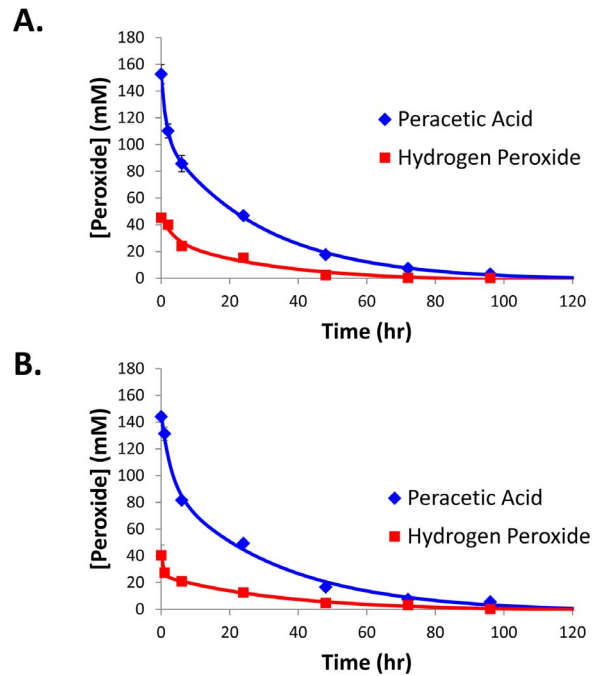 A.
180
160
140
120
100
80
60
40
20
0
[Peroxide] (mM)
Peracetic Acid
Hydrogen Peroxide
0 20 40 60 80 100 120
Time (hr)
B.
180
160
140
120
100
80
60
40
20
0
[Peroxide] (mM)
Peracetic Acid
Hydrogen Peroxide
0 20 40 60 80 100 120
Time (hr)